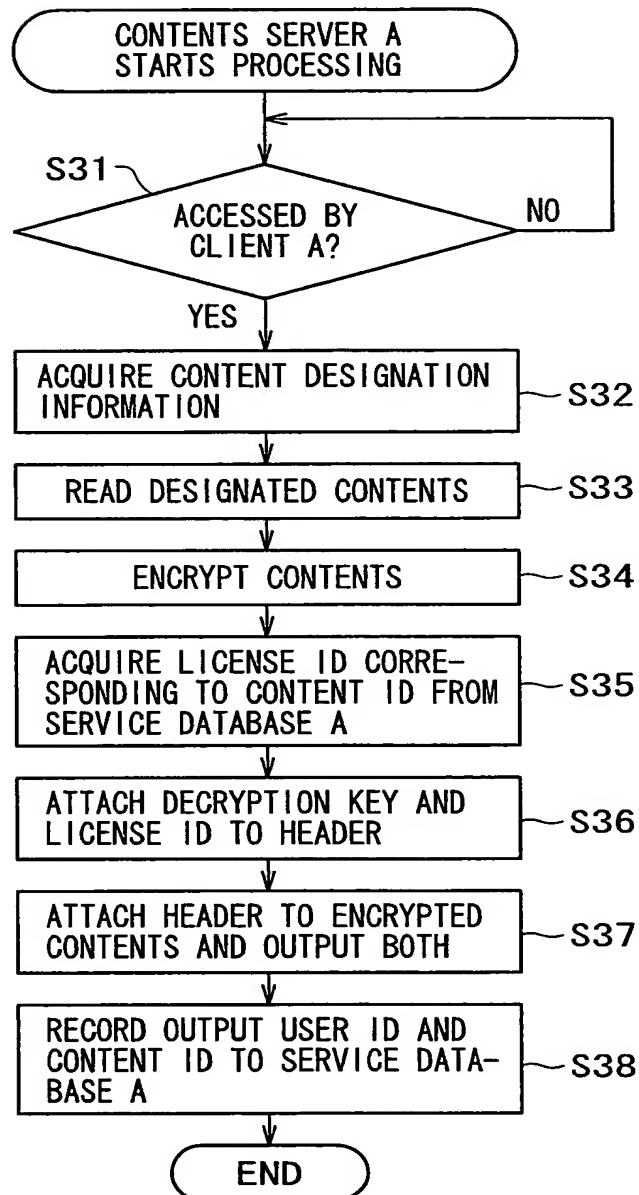 CONTENTS SERVER A
STARTS PROCESSING
S31
ACCESSED BY
CLIENT A?
NO
YES
ACQUIRE CONTENT DESIGNATION
INFORMATION
S32
READ DESIGNATED CONTENTS
S33
ENCRYPT CONTENTS
S34
ACQUIRE LICENSE ID CORRE-
SPONDING TO CONTENT ID FROM
SERVICE DATABASE A
S35
ATTACH DECRYPTION KEY AND
LICENSE ID TO HEADER
S36
ATTACH HEADER TO ENCRYPTED
CONTENTS AND OUTPUT BOTH
S37
RECORD OUTPUT USER ID AND
CONTENT ID TO SERVICE DATA-
BASE A
S38
END